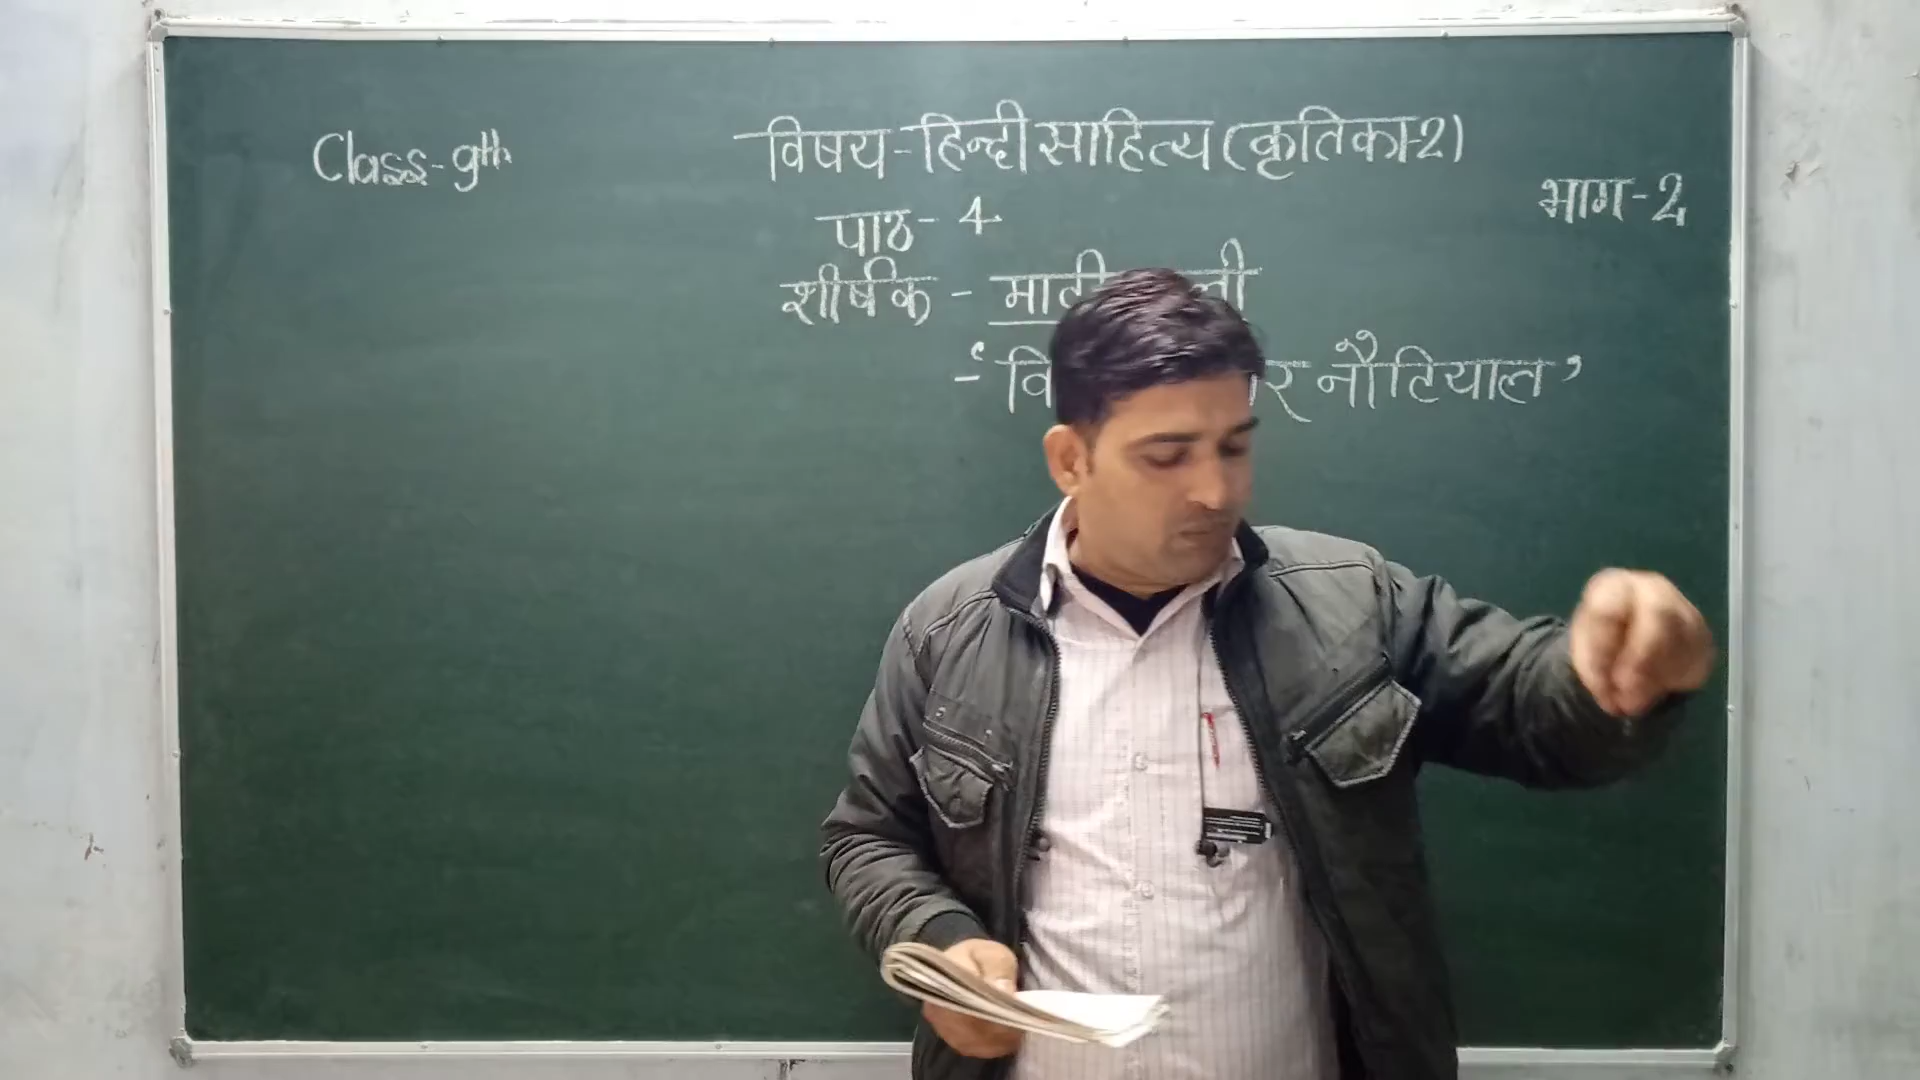 Class-9th
विषय-हिन्दी साहित्य (कृतिका-2)
भाग-2
पाठ- 4
शीर्षक -
- ‘ नौटियाल’